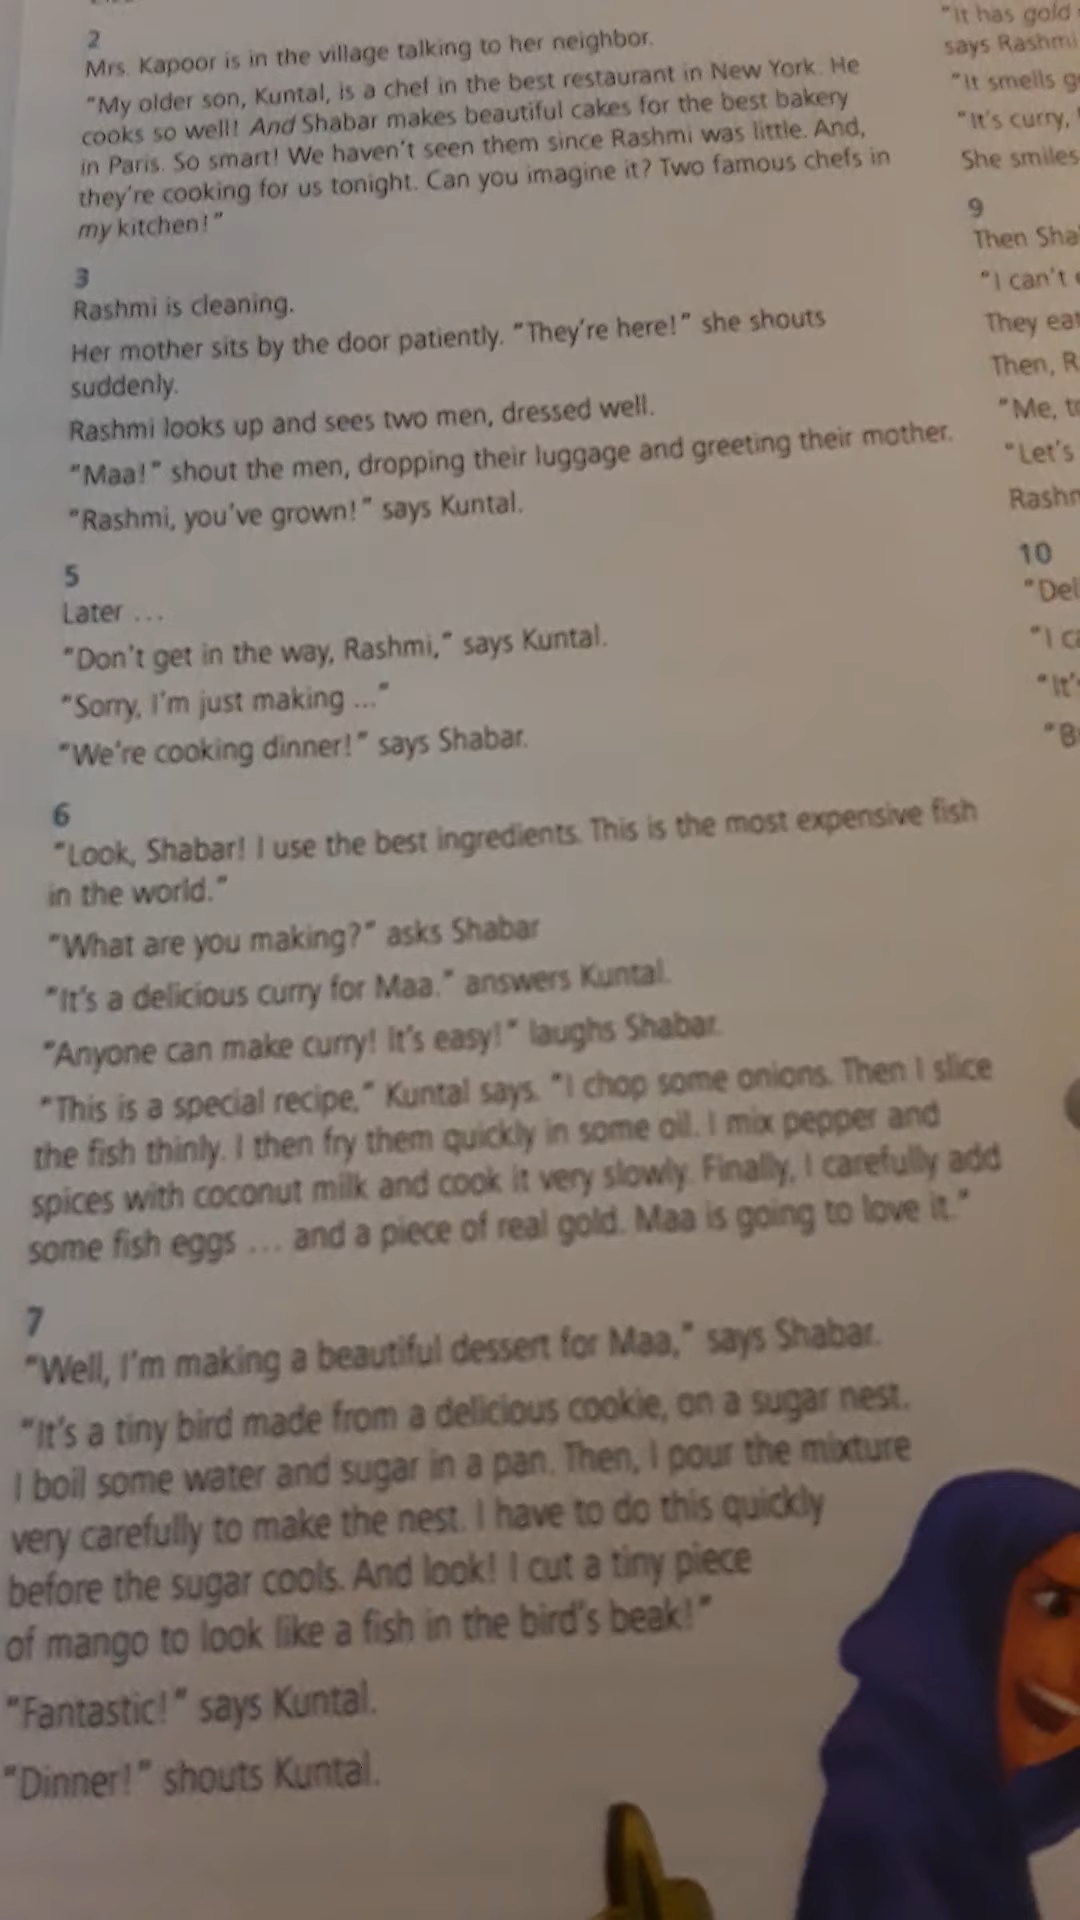 2
Mrs. Kapoor is in the village talking to her neighbor.
"My older son, Kuntal, is a chef in the best restaurant in New York. He
cooks so well! And Shabar makes beautiful cakes for the best bakery
in Paris. So smart! We haven't seen them since Rashmi was little. And,
they're cooking for us tonight. Can you imagine it? Two famous chefs in
my kitchen!"
3
Rashmi is cleaning.
Her mother sits by the door patiently. "They're here!" she shouts
suddenly.
Rashmi looks up and sees two men, dressed well.
"Maa!" shout the men, dropping their luggage and greeting their mother.
"Rashmi, you've grown!" says Kuntal.
5
Later ...
"Don't get in the way, Rashmi," says Kuntal.
"Sorry, I'm just making ..."
"We're cooking dinner!" says Shabar.
6
"Look, Shabar! I use the best ingredients. This is the most expensive fish
in the world."
"What are you making?" asks Shabar
"It's a delicious curry for Maa." answers Kuntal.
"Anyone can make curry! It's easy!" laughs Shabar.
"This is a special recipe," Kuntal says. "I chop some onions. Then I slice
the fish thinly. I then fry them quickly in some oil. I mix pepper and
spices with coconut milk and cook it very slowly. Finally, I carefully add
some fish eggs ... and a piece of real gold. Maa is going to love it."
7
"Well, I'm making a beautiful dessert for Maa," says Shabar.
"It's a tiny bird made from a delicious cookie, on a sugar nest.
I boil some water and sugar in a pan. Then, I pour the mixture
very carefully to make the nest. I have to do this quickly
before the sugar cools. And look! I cut a tiny piece
of mango to look like a fish in the bird's beak!"
"Fantastic!" says Kuntal.
"Dinner!" shouts Kuntal.
"It has gold
says Rashmi
"It smells
"It's curry,
She smiles
9
Then
"I can't
They
Then,
"Me,
"Let's
10
"I
"It's